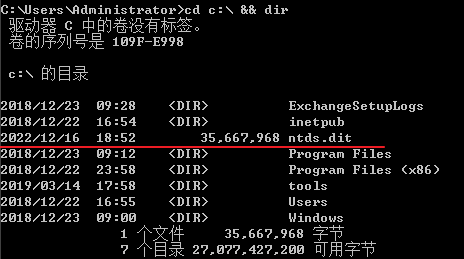 C:\Users\Administrator>cd c:\ && dir
驱动器 C 中的卷没有标签。
卷的序列号是 109F-E998
c:\ 的目录
2018/12/23 09:28 <DIR> ExchangeSetupLogs
2018/12/22 16:54 <DIR> inetpub
2022/12/16 18:52 35,667,968 ntds.dit
2018/12/23 09:12 <DIR> Program Files
2018/12/22 23:58 <DIR> Program Files (x86)
2019/03/14 17:58 <DIR> tools
2018/12/22 16:55 <DIR> Users
2018/12/23 09:00 <DIR> Windows
1 个文件 35,667,968 字节
7 个目录 27,077,427,200 可用字节